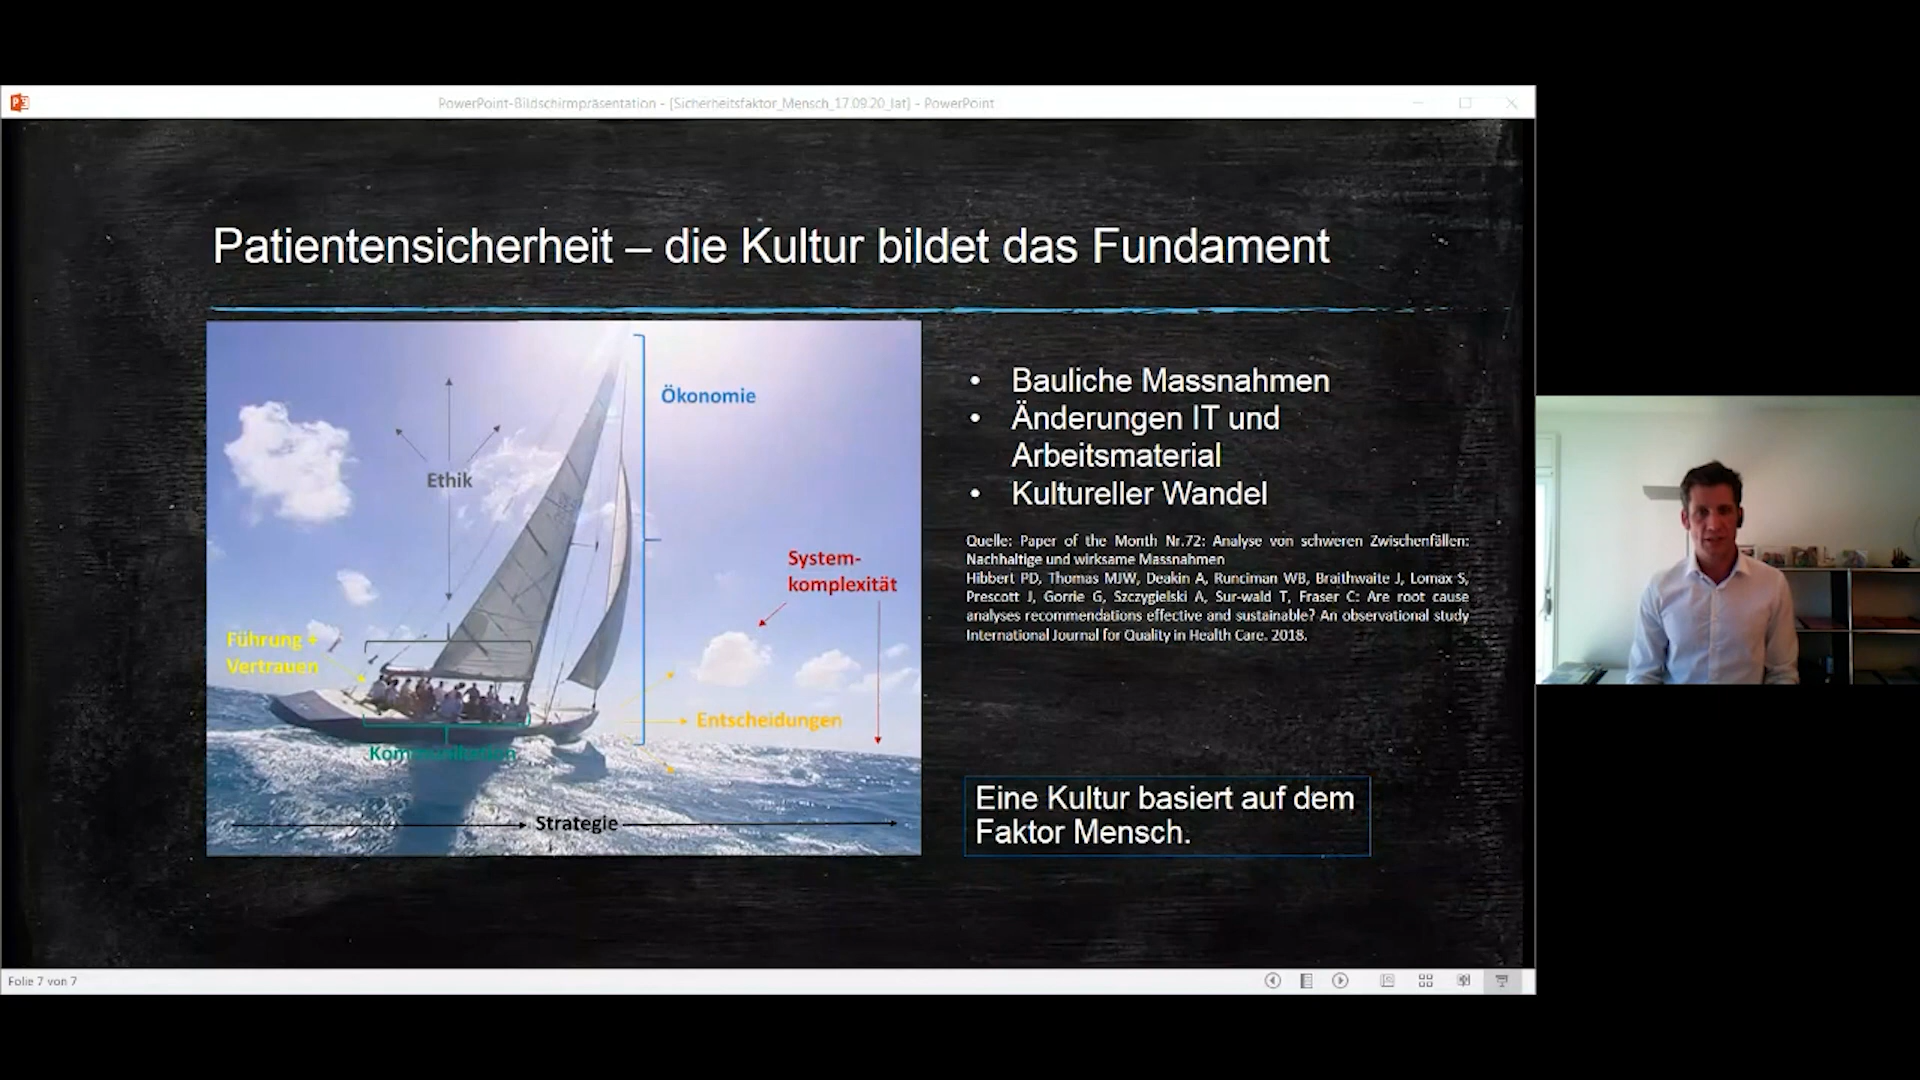 PowerPoint-Bildschirmpräsentation - [Sicherheitsfaktor_Mensch_17.09.20_lat] - PowerPoint
Patientensicherheit – die Kultur bildet das Fundament
Ökonomie
Ethik
System-
komplexität
Führung +
Vertrauen
Entscheidungen
Kommunikation
Strategie
• Bauliche Massnahmen
• Änderungen IT und
Arbeitsmaterial
• Kultureller Wandel
Quelle: Paper of the Month Nr.72: Analyse von schweren Zwischenfällen:
Nachhaltige und wirksame Massnahmen
Hibbert PD, Thomas MJW, Deakin A, Runciman WB, Braithwaite J, Lomax S,
Prescott J, Gorrie G, Szczygielski A, Sur-wald T, Fraser C: Are root cause
analyses recommendations effective and sustainable? An observational study
International Journal for Quality in Health Care. 2018.
Eine Kultur basiert auf dem
Faktor Mensch.
Folie 7 von 7